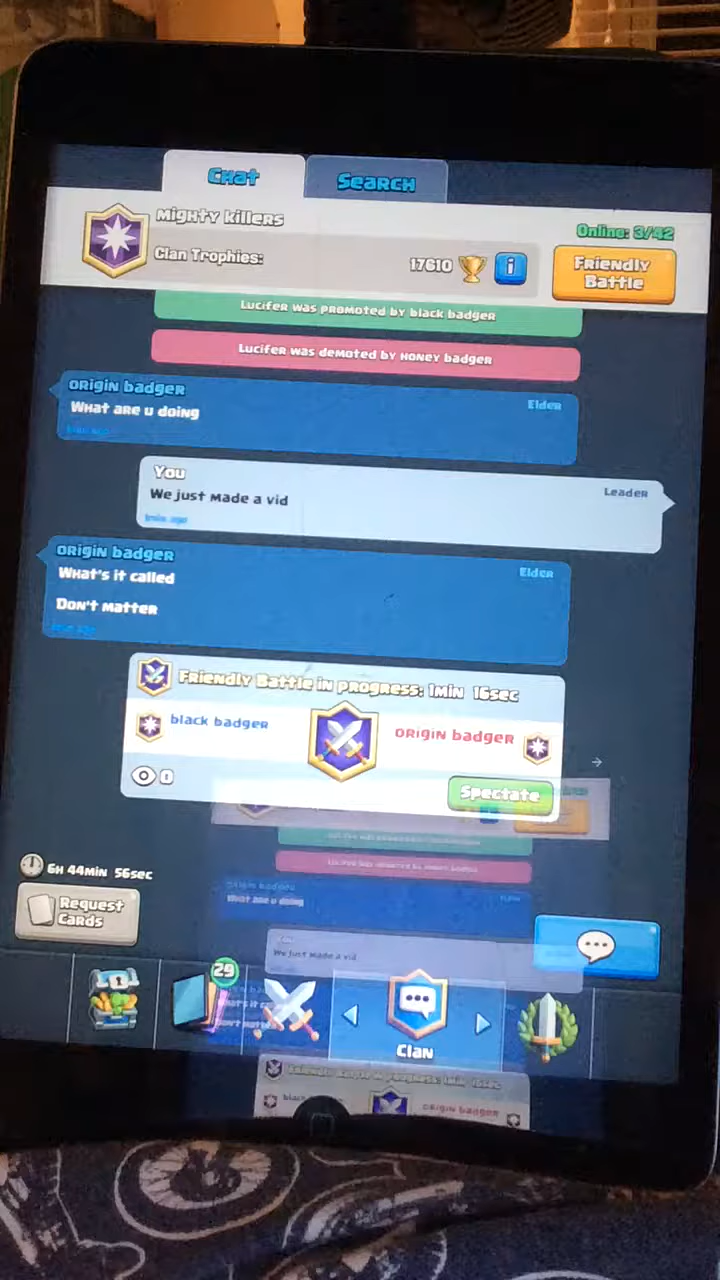 Chat
Search
Mighty Killers
Online: 3/42
Clan Trophies:
17610
i
Friendly
Battle
Lucifer was promoted by black badger
Lucifer was demoted by HONEY badger
ORIGIN badger
Elder
What are u doing
You
Leader
We just made a vid
ORIGIN badger
Elder
What's it called
Don't matter
Friendly Battle in progress: 1min 16sec
black badger
ORIGIN badger
0
Spectate
6h 44min 56sec
Request
Cards
29
Clan